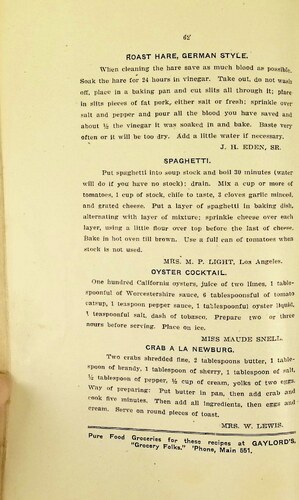 62
ROAST HARE, GERMAN STYLE.
When cleaning the hare save as much blood as possible.
Soak the hare for 24 hours in vinegar. Take out, do not wash
off, place in a baking pan and cut slits all through it; place
in slits pieces of fat pork, either salt or fresh; sprinkle over
salt and pepper and pour all the blood you have saved and
about ½ the vinegar it was soaked in and bake. Baste very
often or it will be too dry. Add a little water if necessary.
J. H. EDEN, SR.
SPAGHETTI.
Put spaghetti into soup stock and boil 30 minutes (water
will do if you have no stock); drain. Mix a cup or more of
tomatoes, 1 cup of stock, chile to taste, 3 cloves garlic minced,
and grated cheese. Put a layer of spaghetti in baking dish,
alternating with layer of mixture; sprinkle cheese over each
layer, using a little flour over top before the last of cheese.
Bake in hot oven till brown. Use a full can of tomatoes when
stock is not used.
MRS. M. P. LIGHT, Los Angeles.
OYSTER COCKTAIL.
One hundred California oysters, juice of two limes, 1 table-
spoonful of Worcestershire sauce, 6 tablespoonsful of tomato
catsup, 1 teaspoon pepper sauce, 1 tablespoonful oyster liquid,
1 teaspoonful salt, dash of tobasco. Prepare two or three
hours before serving. Place on ice.
MISS MAUDE SNELL.
CRAB A LA NEWBURG.
Two crabs shredded fine, 2 tablespoons butter, 1 table-
spoon of brandy, 1 tablespoon of sherry, 1 tablespoon of salt,
½ tablespoon of pepper, ½ cup of cream, yolks of two eggs.
Way of preparing: Put butter in pan, then add crab and
cook five minutes. Then add all ingredients, then eggs and
cream. Serve on round pieces of toast.
MRS. W. LEWIS.
Pure Food Groceries for these recipes at GAYLORD'S,
"Grocery Folks." 'Phone, Main 551.